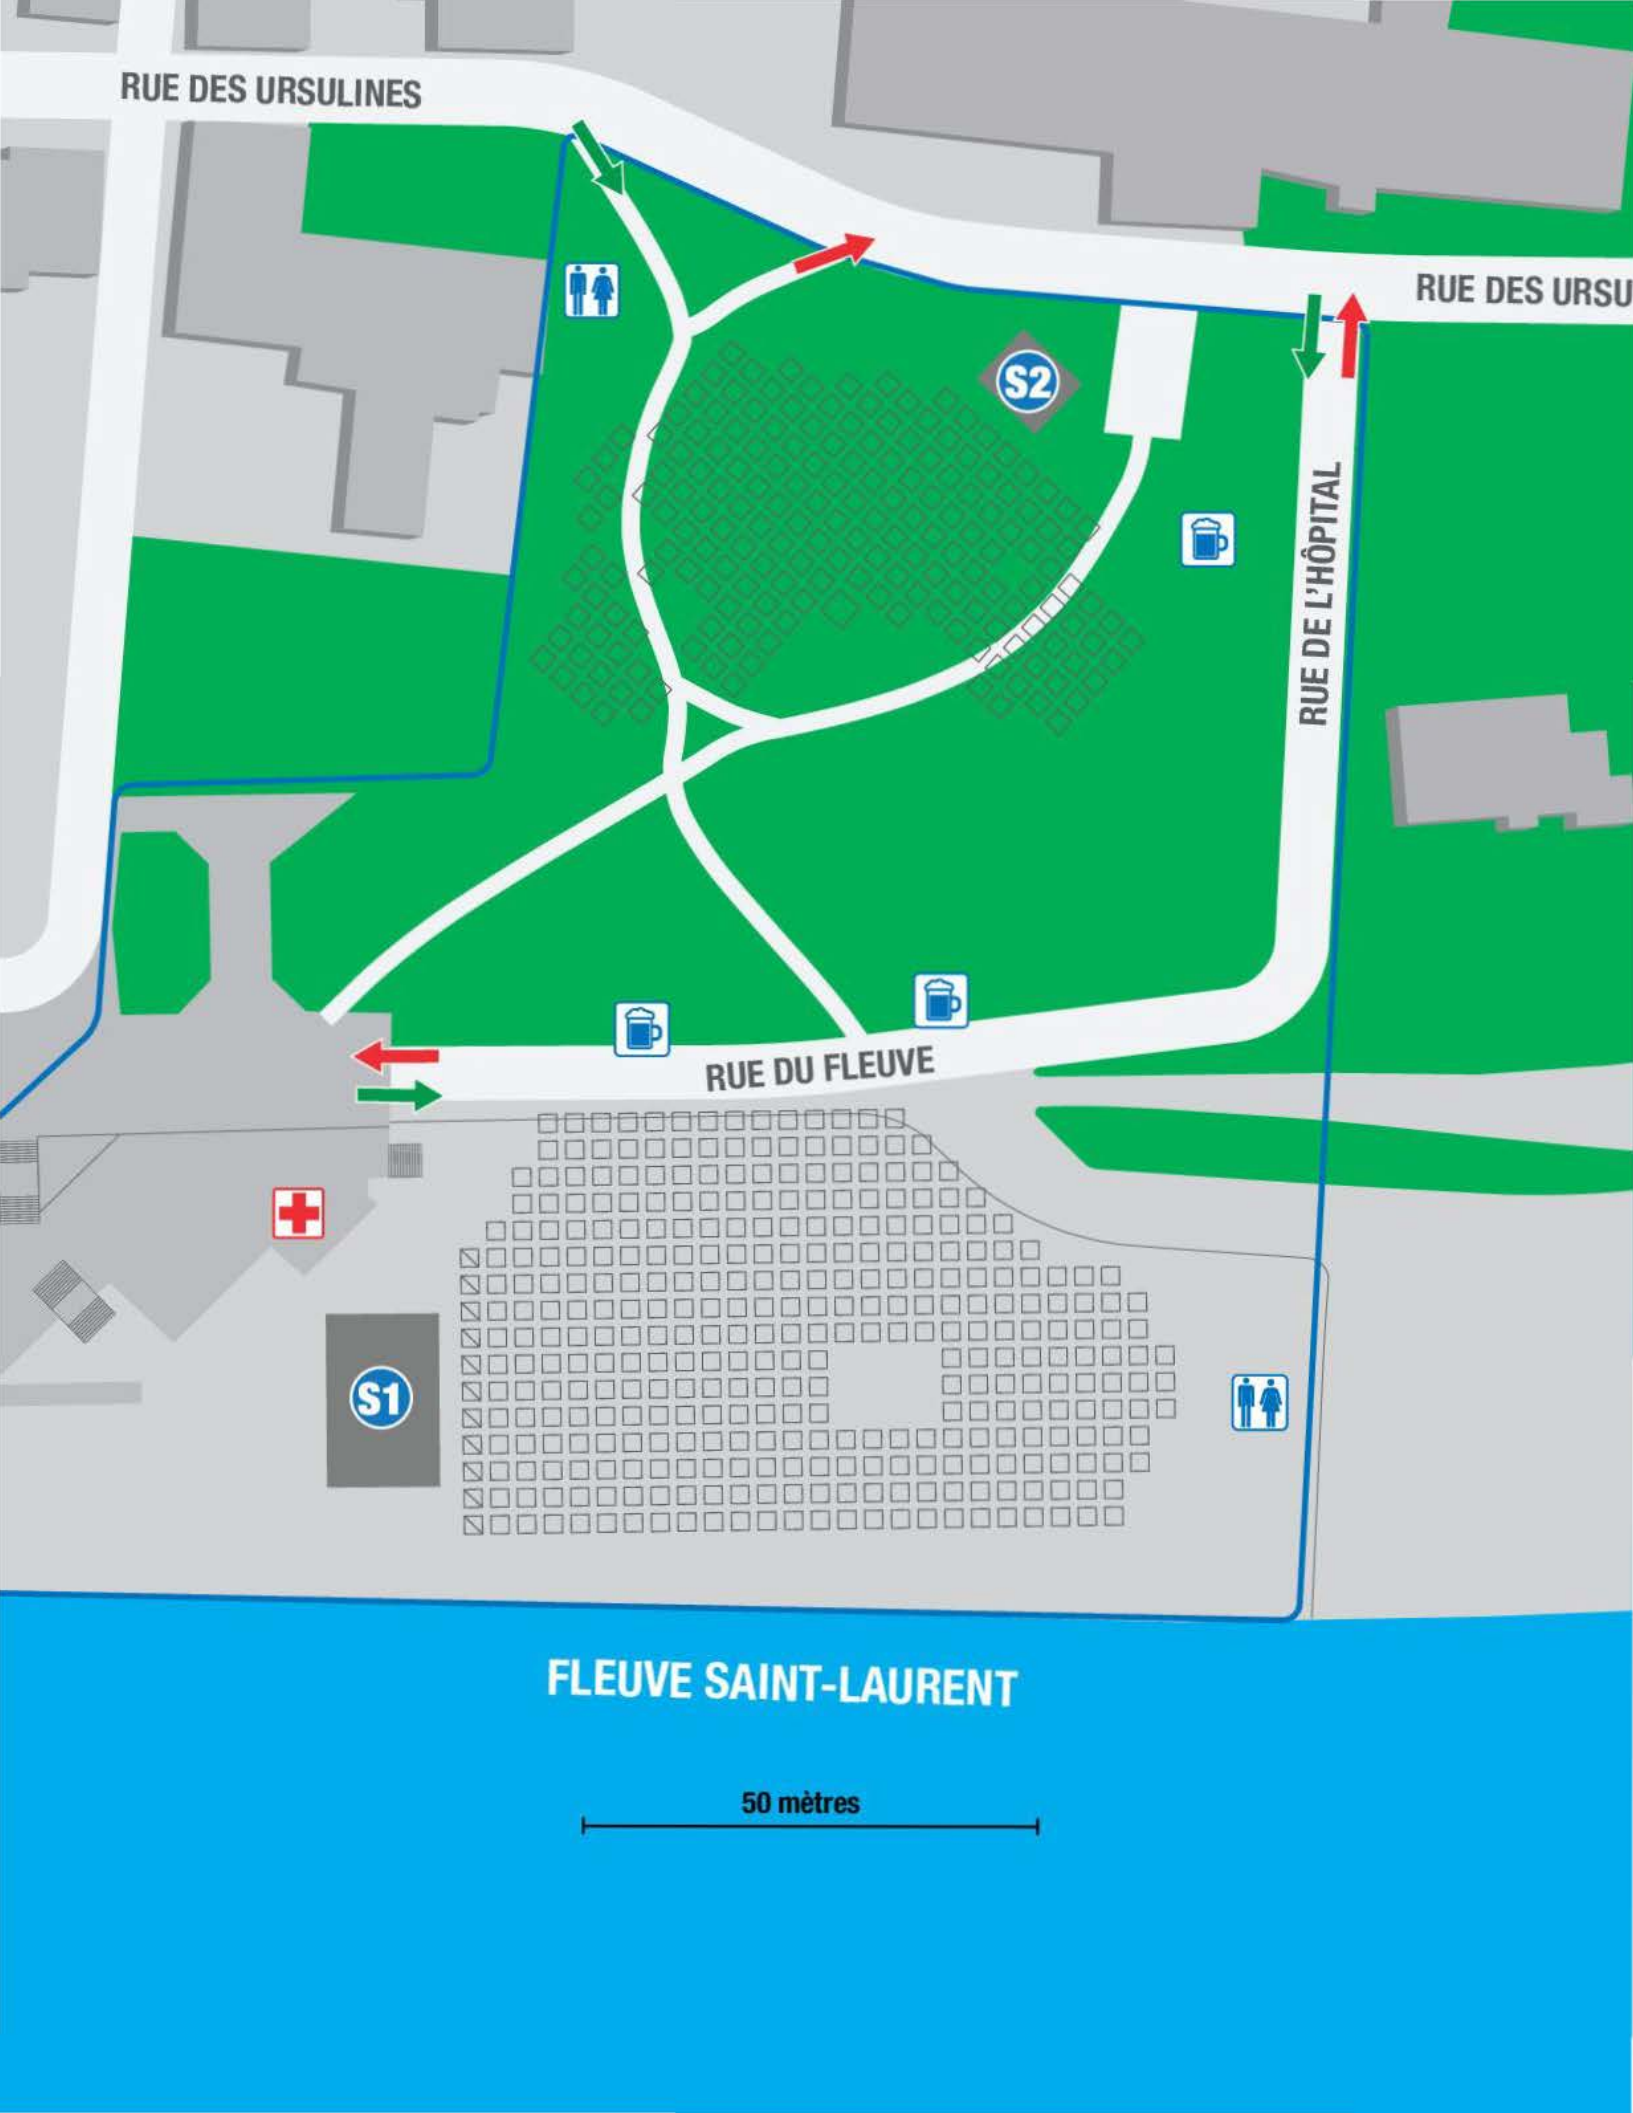 RUE DES URSULINES
RUE DES URSU
S2
RUE DE L'HÔPITAL
RUE DU FLEUVE
S1
FLEUVE SAINT-LAURENT
50 mètres